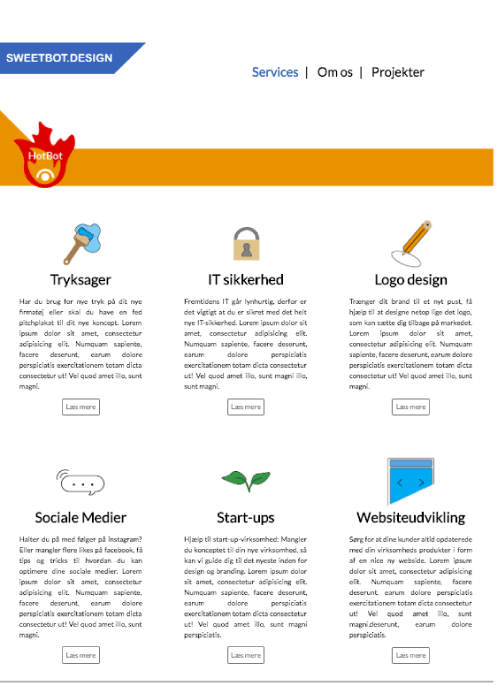 SWEETBOT.DESIGN
Services | Om os | Projekter
HotBot
Tryksager
Har du brug for nye tryk på dit nye
firmatøj eller skal du have en fed
pitchplakat til dit nye koncept. Lorem
ipsum dolor sit amet, consectetur
adipisicing elit. Numquam sapiente,
facere deserunt, earum dolore
perspiciatis exercitationem totam dicta
consectetur ut! Vel quod amet illo, sunt
magni.
Læs mere
IT sikkerhed
Fremtidens IT går lynhurtig, derfor er
det vigtigt at du er sikret med det helt
nye IT-sikkerhed. Lorem ipsum dolor sit
amet, consectetur adipisicing elit.
Numquam sapiente, facere deserunt,
earum dolore perspiciatis
exercitationem totam dicta consectetur
ut! Vel quod amet illo, sunt magni illo,
sunt magni.
Læs mere
Logo design
Trænger dit brand til et nyt pust, få
hjælp til at designe netop lige det logo,
som kan sætte dig tilbage på markedet.
Lorem ipsum dolor sit amet,
consectetur adipisicing elit. Numquam
sapiente, facere deserunt, earum dolore
perspiciatis exercitationem totam dicta
consectetur ut! Vel quod amet illo, sunt
magni.
Læs mere
Sociale Medier
Halter du på med følger på instagram?
Eller mangler flere likes på facebook, få
tips og tricks til hvordan du kan
optimere dine sociale medier. Lorem
ipsum dolor sit amet, consectetur
adipisicing elit. Numquam sapiente,
facere deserunt, earum dolore
perspiciatis exercitationem totam dicta
consectetur ut! Vel quod amet illo, sunt
magni.
Læs mere
Start-ups
Hjælp til start-up-virksomhed: Mangler
du konceptet til din nye virksomhed, så
kan vi guide dig til det nyeste inden for
design og branding. Lorem ipsum dolor
sit amet, consectetur adipisicing elit.
Numquam sapiente, facere deserunt,
earum dolore perspiciatis
exercitationem totam dicta consectetur
ut! Vel quod amet illo, sunt magni
perspiciatis.
Læs mere
Websiteudvikling
Sørg for at dine kunder altid opdaterede
med din virksomheds produkter i form
af en nice ny website. Lorem ipsum
dolor sit amet, consectetur adipisicing
elit. Numquam sapiente, facere
deserunt, earum dolore perspiciatis
exercitationem totam dicta consectetur
ut! Vel quod amet illo, sunt
magni.deserunt, earum dolore
perspiciatis.
Læs mere